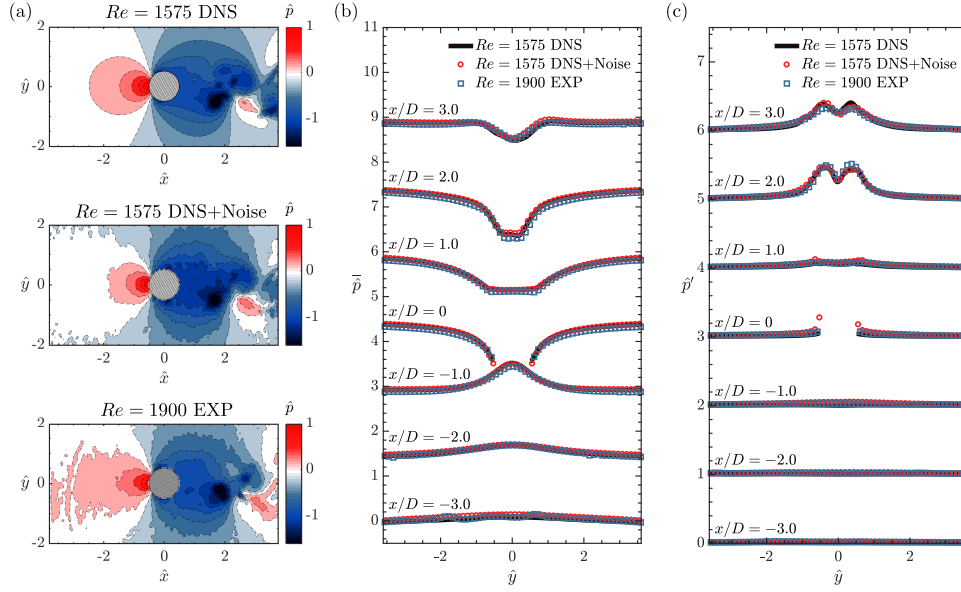 (a)
Re = 1575 DNS
p̂
2
1
ŷ
0
0
-1
-2
-2
0
2
x̂
Re = 1575 DNS+Noise
p̂
2
1
ŷ
0
0
-1
-2
-2
0
2
x̂
Re = 1900 EXP
p̂
2
1
ŷ
0
0
-1
-2
-2
0
2
x̂
(b)
11
10
9
8
7
6
5
4
3
2
1
0
p̂̅
Re = 1575 DNS
Re = 1575 DNS+Noise
Re = 1900 EXP
x/D = 3.0
x/D = 2.0
x/D = 1.0
x/D = 0
x/D = −1.0
x/D = −2.0
x/D = −3.0
-2
0
2
ŷ
(c)
7
6
5
4
3
2
1
0
p̂′
Re = 1575 DNS
Re = 1575 DNS+Noise
Re = 1900 EXP
x/D = 3.0
x/D = 2.0
x/D = 1.0
x/D = 0
x/D = −1.0
x/D = −2.0
x/D = −3.0
-2
0
2
ŷ